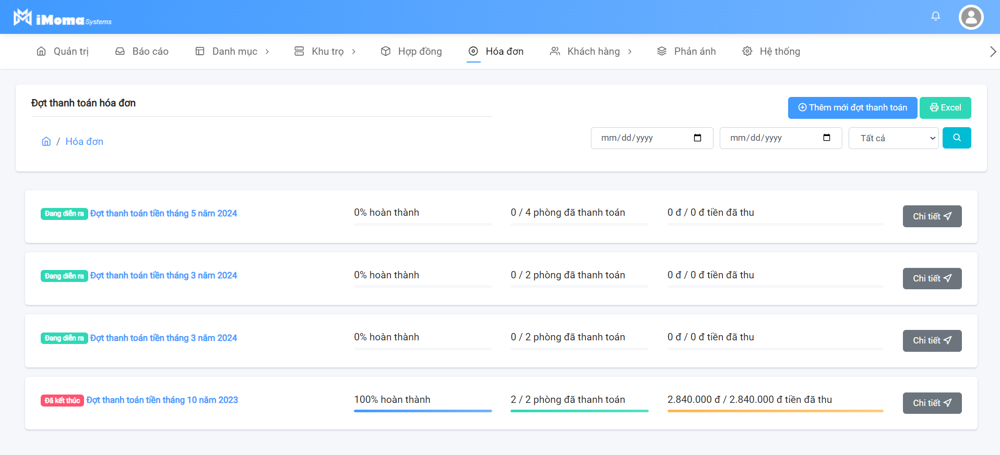 iMoma Systems
Quản trị Báo cáo Danh mục Khu trọ Hợp đồng Hóa đơn Khách hàng Phản ánh Hệ thống
Đợt thanh toán hóa đơn
Thêm mới đợt thanh toán Excel
/ Hóa đơn
mm/dd/yyyy mm/dd/yyyy Tất cả
Đang diễn ra Đợt thanh toán tiền tháng 5 năm 2024 0% hoàn thành 0 / 4 phòng đã thanh toán 0 đ / 0 đ tiền đã thu Chi tiết
Đang diễn ra Đợt thanh toán tiền tháng 3 năm 2024 0% hoàn thành 0 / 2 phòng đã thanh toán 0 đ / 0 đ tiền đã thu Chi tiết
Đang diễn ra Đợt thanh toán tiền tháng 3 năm 2024 0% hoàn thành 0 / 2 phòng đã thanh toán 0 đ / 0 đ tiền đã thu Chi tiết
Đã kết thúc Đợt thanh toán tiền tháng 10 năm 2023 100% hoàn thành 2 / 2 phòng đã thanh toán 2.840.000 đ / 2.840.000 đ tiền đã thu Chi tiết